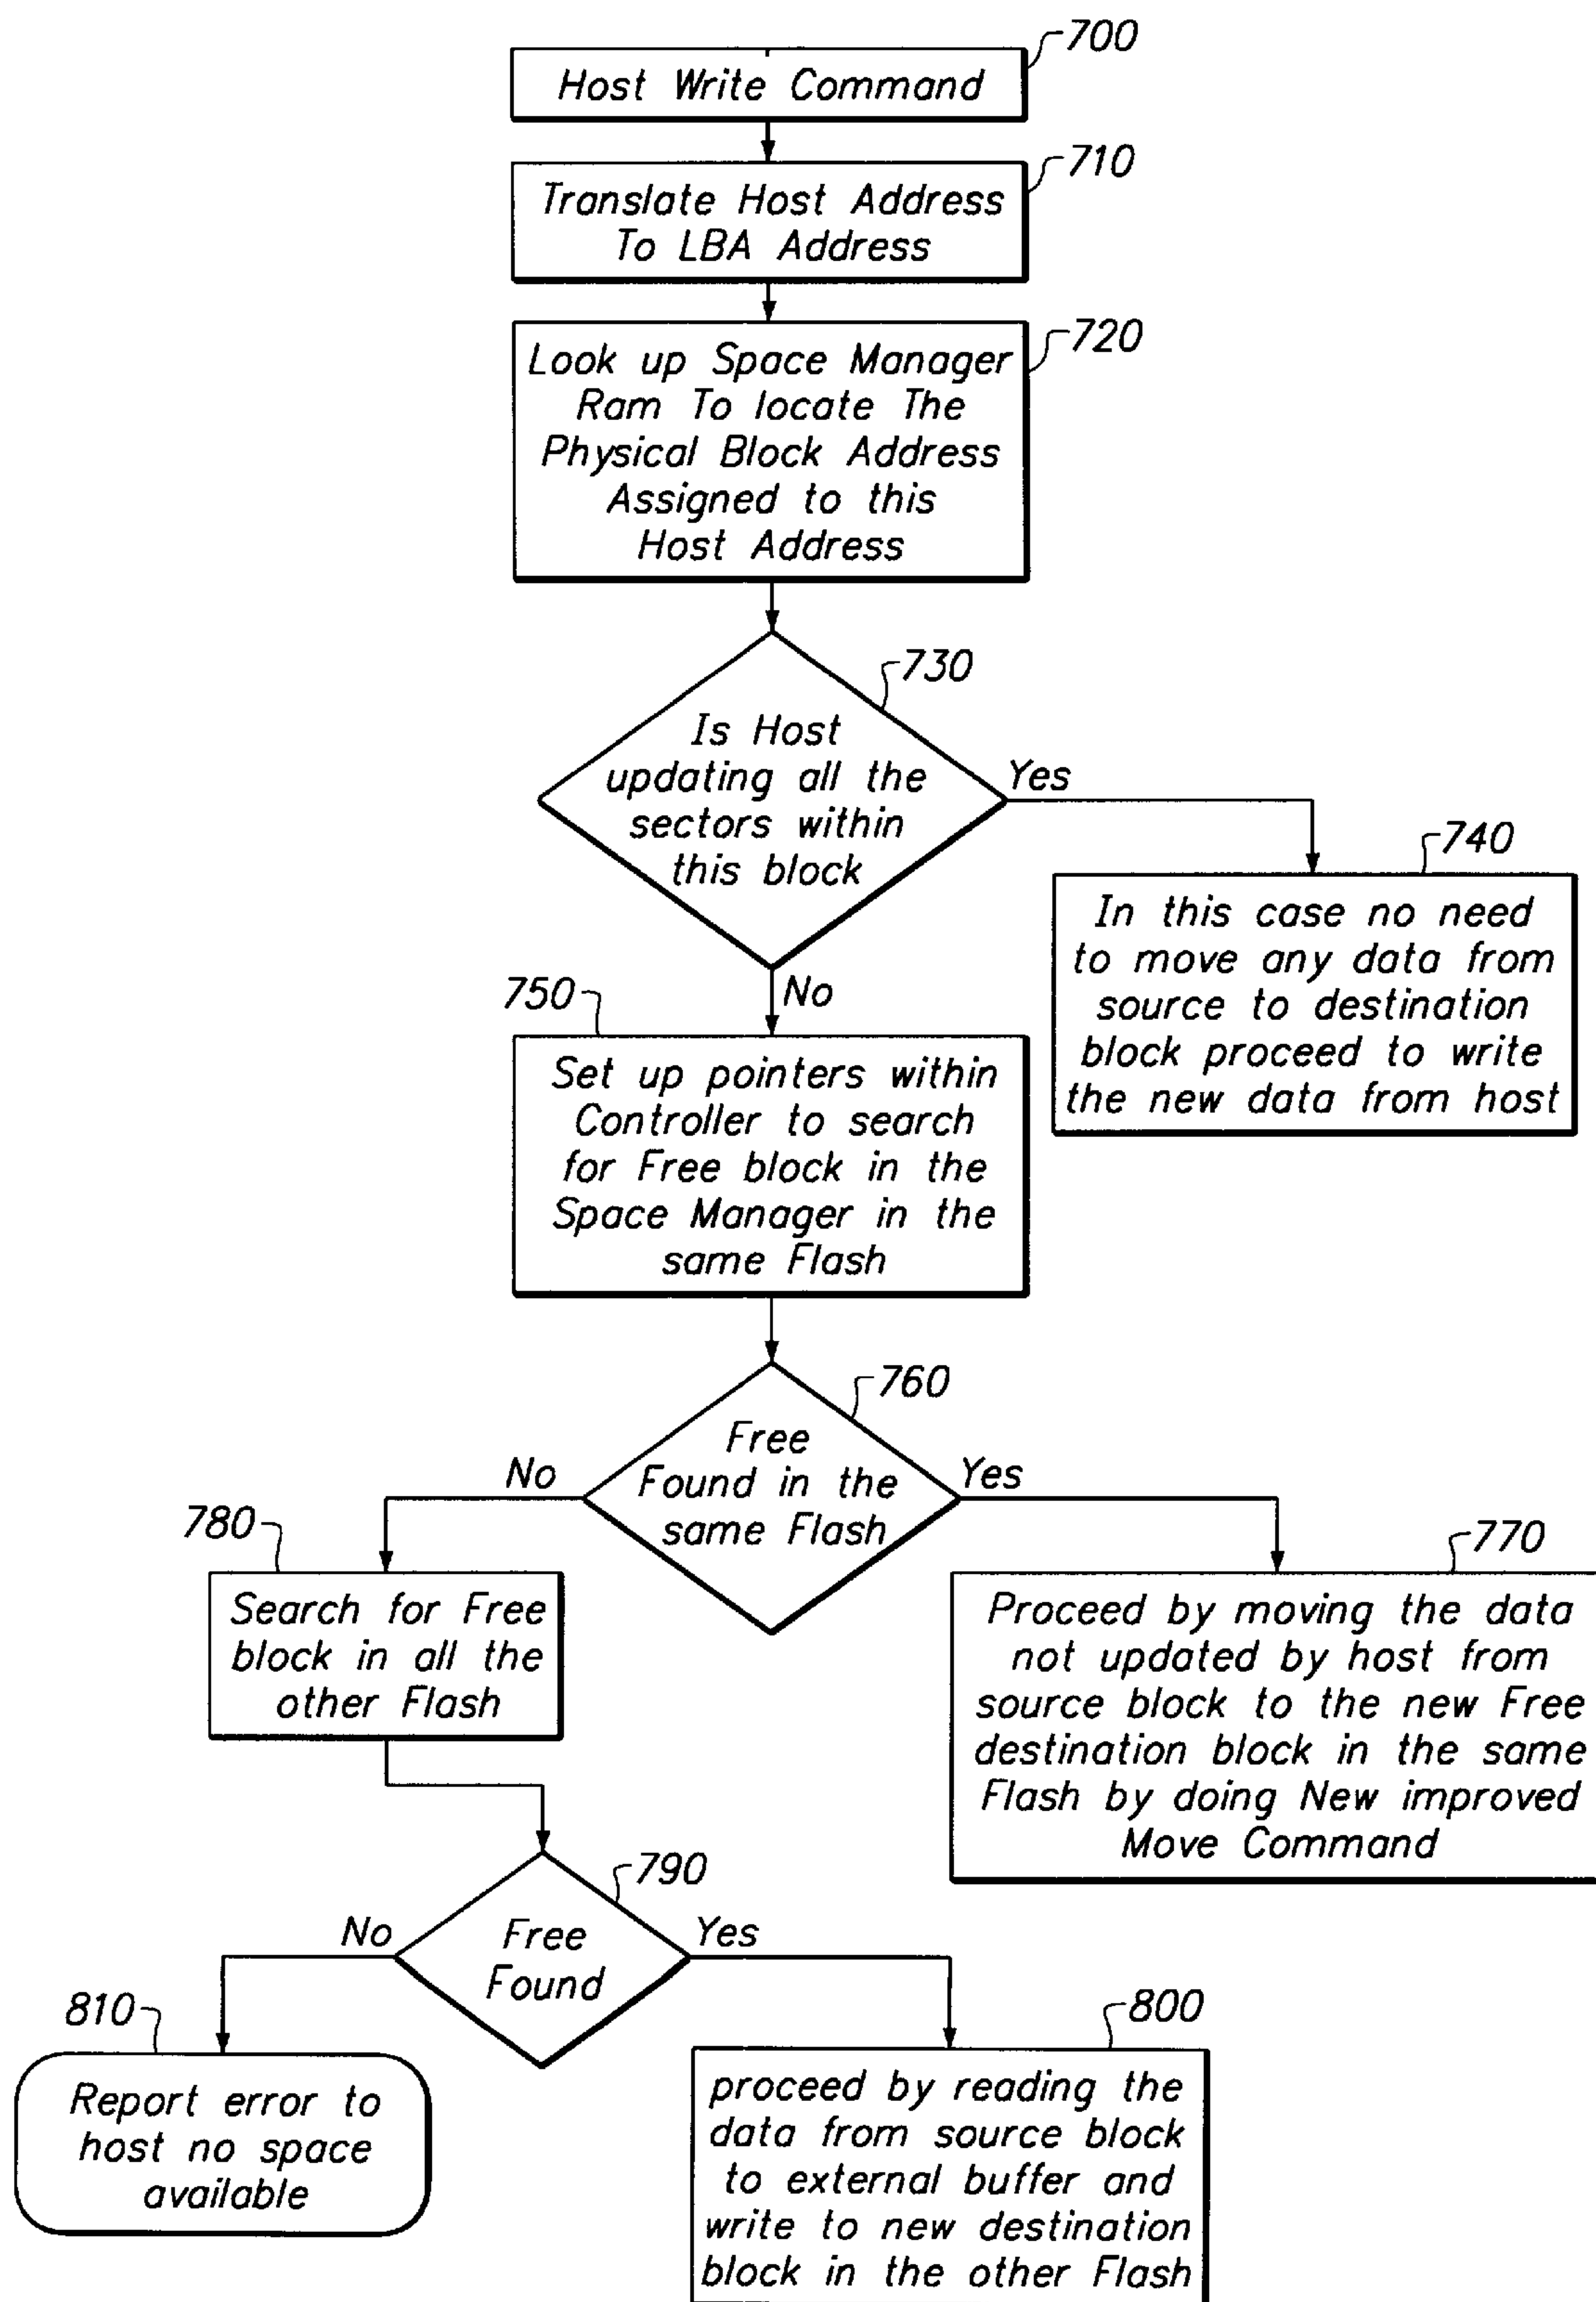 700
Host Write Command
710
Translate Host Address
To LBA Address
720
Look up Space Manager
Ram To locate The
Physical Block Address
Assigned to this
Host Address
730
Is Host
updating all the
sectors within
this block
Yes
740
In this case no need
to move any data from
source to destination
block proceed to write
the new data from host
No
750
Set up pointers within
Controller to search
for Free block in the
Space Manager in the
same Flash
760
Free
Found in the
same Flash
No
Yes
780
Search for Free
block in all the
other Flash
770
Proceed by moving the data
not updated by host from
source block to the new Free
destination block in the same
Flash by doing New improved
Move Command
790
Free
Found
No
Yes
810
Report error to
host no space
available
800
proceed by reading the
data from source block
to external buffer and
write to new destination
block in the other Flash